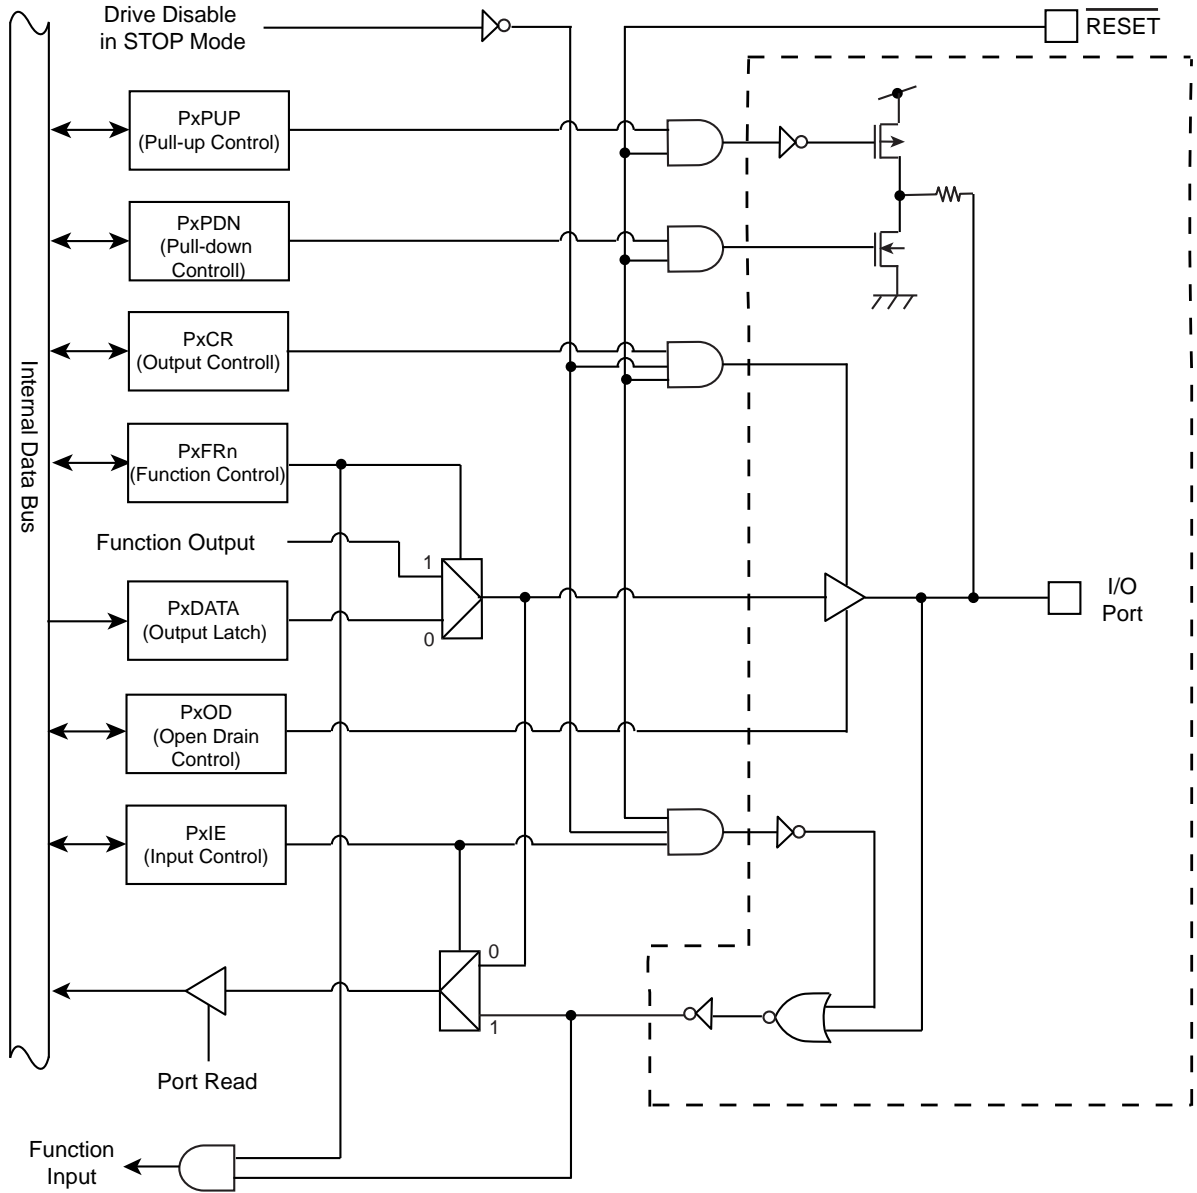 Drive Disable
in STOP Mode
RESET
PxPUP
(Pull-up Control)
PxPDN
(Pull-down
Controll)
PxCR
(Output Controll)
Internal Data Bus
PxFRn
(Function Control)
Function Output
1
0
PxDATA
(Output Latch)
I/O
Port
PxOD
(Open Drain
Control)
PxIE
(Input Control)
0
1
Port Read
Function
Input